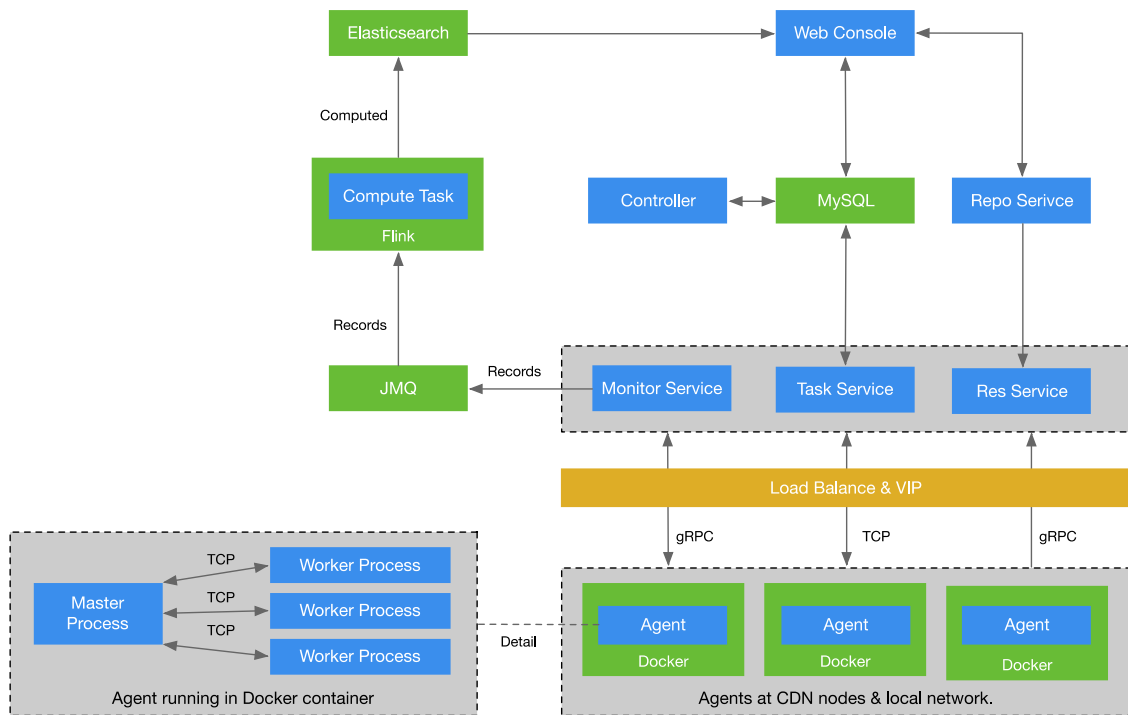 Elasticsearch
Web Console
Computed
Compute Task
Flink
Controller
MySQL
Repo Serivce
Records
JMQ
Records
Monitor Service
Task Service
Res Service
Load Balance & VIP
gRPC
TCP
gRPC
Master
Process
TCP
TCP
TCP
Worker Process
Worker Process
Worker Process
Agent running in Docker container
Detail
Agent
Docker
Agent
Docker
Agent
Docker
Agents at CDN nodes & local network.